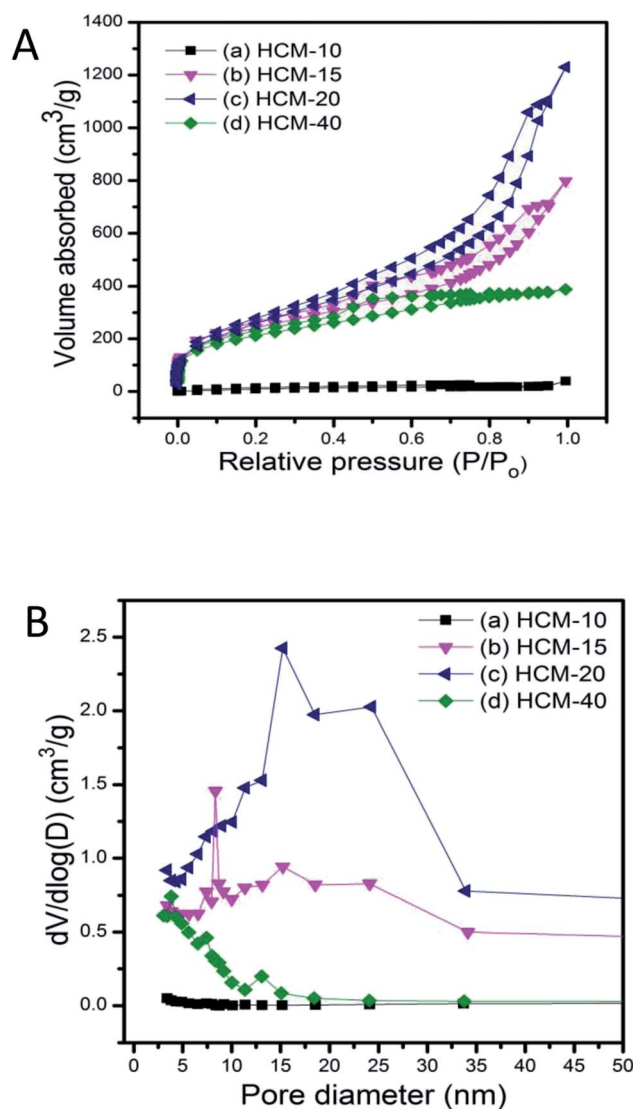 A
1400
1200
1000
800
600
400
200
0
Volume absorbed (cm³/g)
(a) HCM-10
(b) HCM-15
(c) HCM-20
(d) HCM-40
0.0 0.2 0.4 0.6 0.8 1.0
Relative pressure (P/Pₒ)
B
2.5
2.0
1.5
1.0
0.5
0.0
dV/dlog(D) (cm³/g)
(a) HCM-10
(b) HCM-15
(c) HCM-20
(d) HCM-40
0 5 10 15 20 25 30 35 40 45 50
Pore diameter (nm)